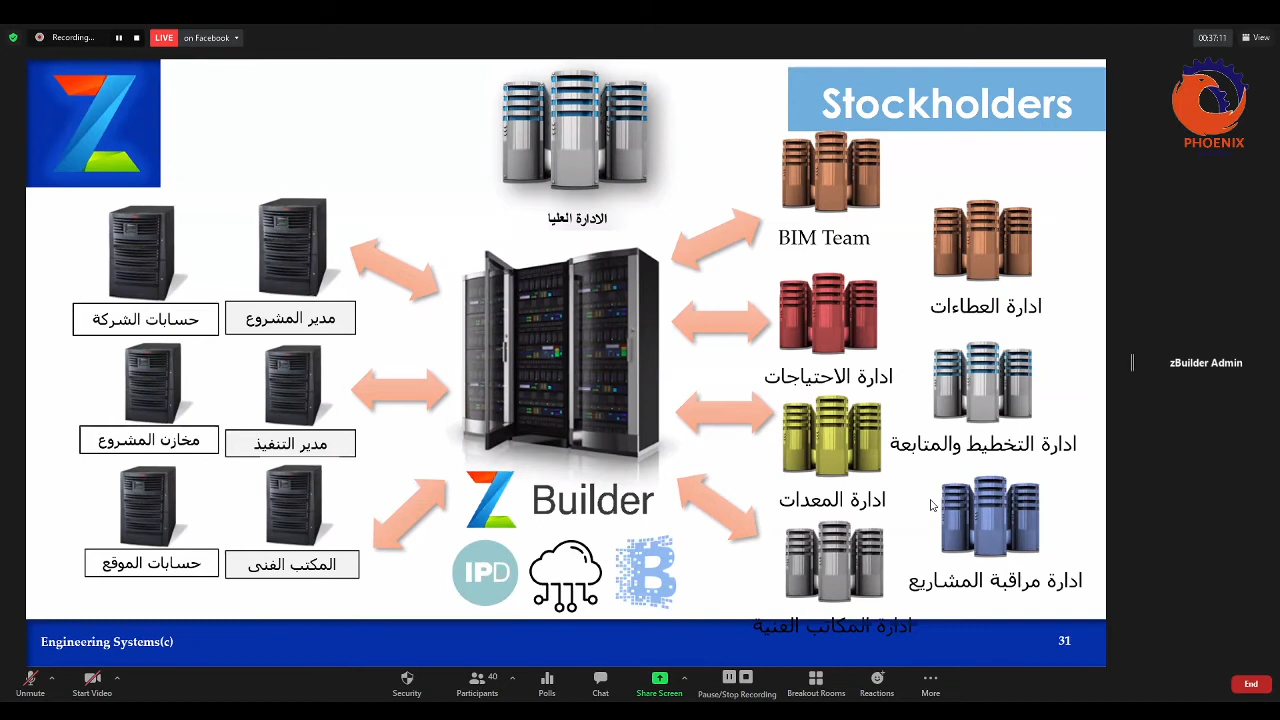 Recording...
LIVE on Facebook
00:37:11
View
Stockholders
PHOENIX
الادارة العليا
BIM Team
ادارة العطاءات
حسابات الشركة
مدير المشروع
ادارة الاحتياجات
zBuilder Admin
مخازن المشروع
مدير التنفيذ
ادارة التخطيط والمتابعة
Z Builder
ادارة المعدات
حسابات الموقع
المكتب الفنى
IPD
ادارة مراقبة المشاريع
ادارة المكاتب الفنية
Engineering Systems(c)
31
Unmute
Start Video
Security
Participants 40
Polls
Chat
Share Screen
Pause/Stop Recording
Breakout Rooms
Reactions
More
End